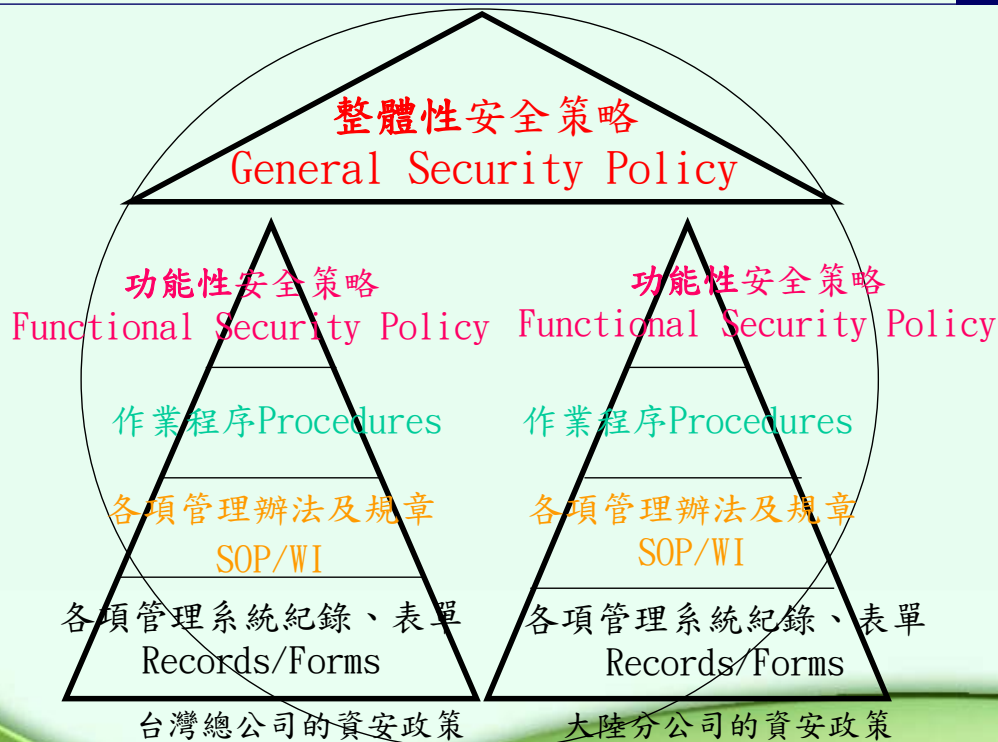 整體性安全策略
General Security Policy
功能性安全策略
Functional Security Policy
作業程序Procedures
各項管理辦法及規章
SOP/WI
各項管理系統紀錄、表單
Records/Forms
台灣總公司的資安政策
功能性安全策略
Functional Security Policy
作業程序Procedures
各項管理辦法及規章
SOP/WI
各項管理系統紀錄、表單
Records/Forms
大陸分公司的資安政策